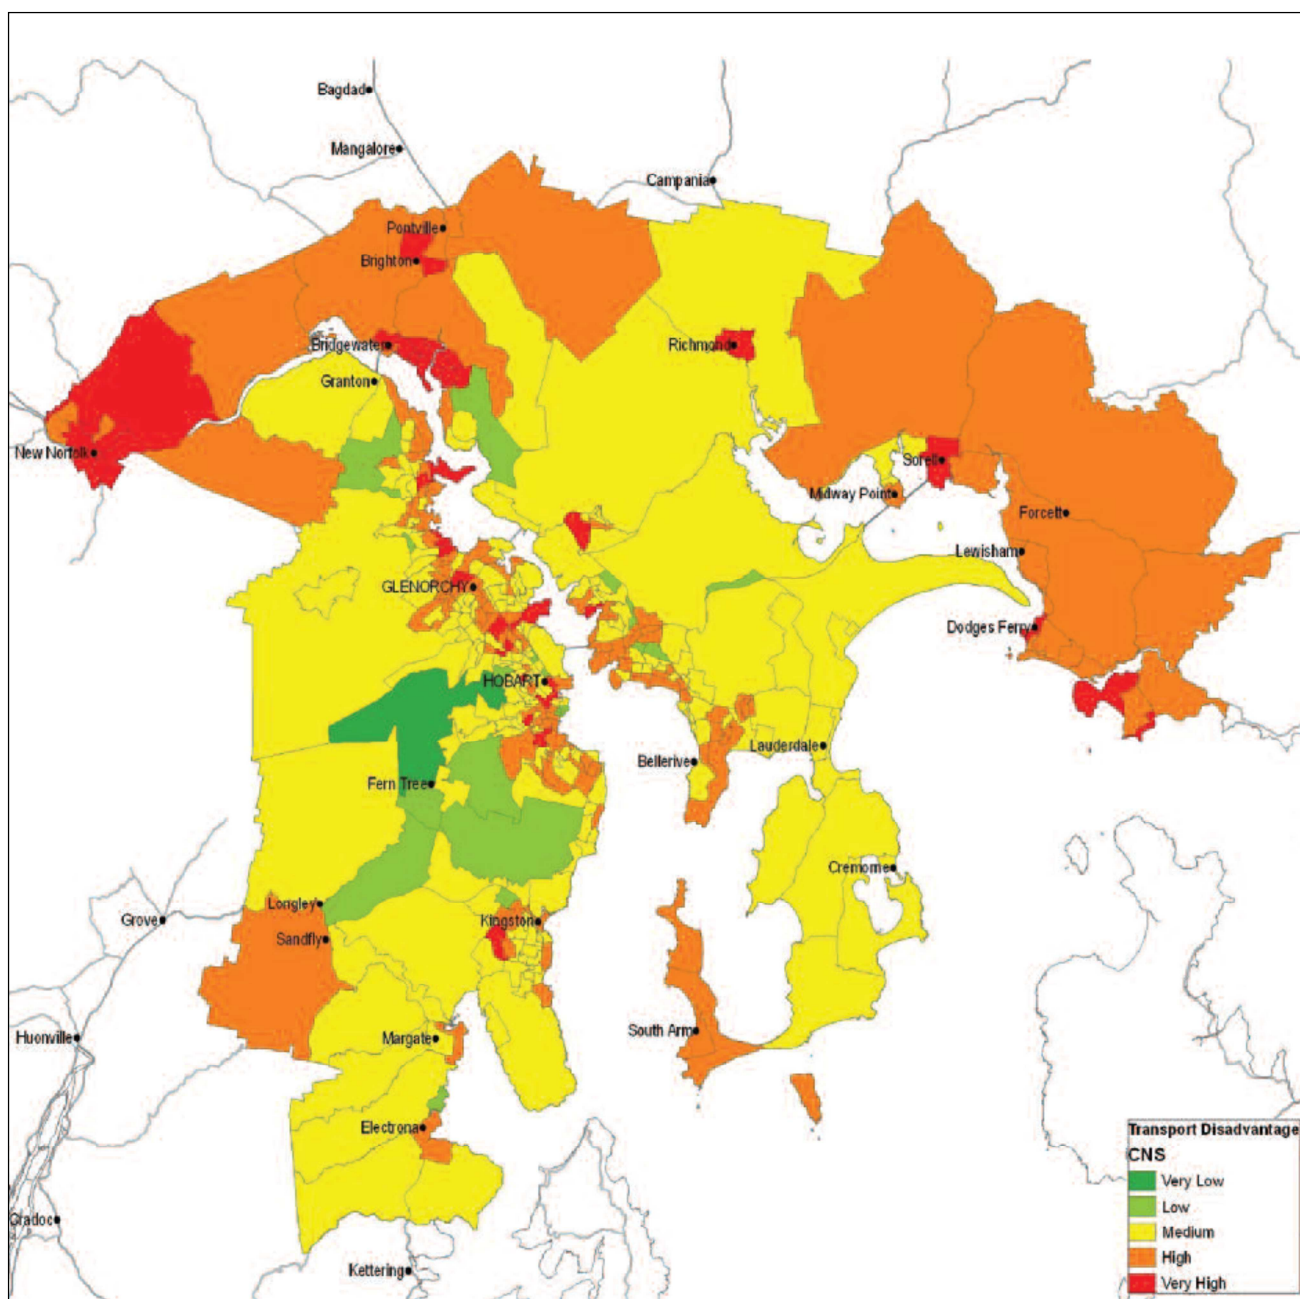 Bagdad
Mangalore
Campania
Pontville
Brighton
Bridgewater
Richmond
Granton
New Norfolk
Sorell
Midway Point
Forcett
Lewisham
GLENORCHY
Dodges Ferry
HOBART
Lauderdale
Bellerive
Fern Tree
Cremorne
Longley
Grove
Kingston
Sandfly
South Arm
Huonville
Margate
Electrona
Transport Disadvantage
CNS
Very Low
Low
Medium
High
Very High
Cradoc
Kettering